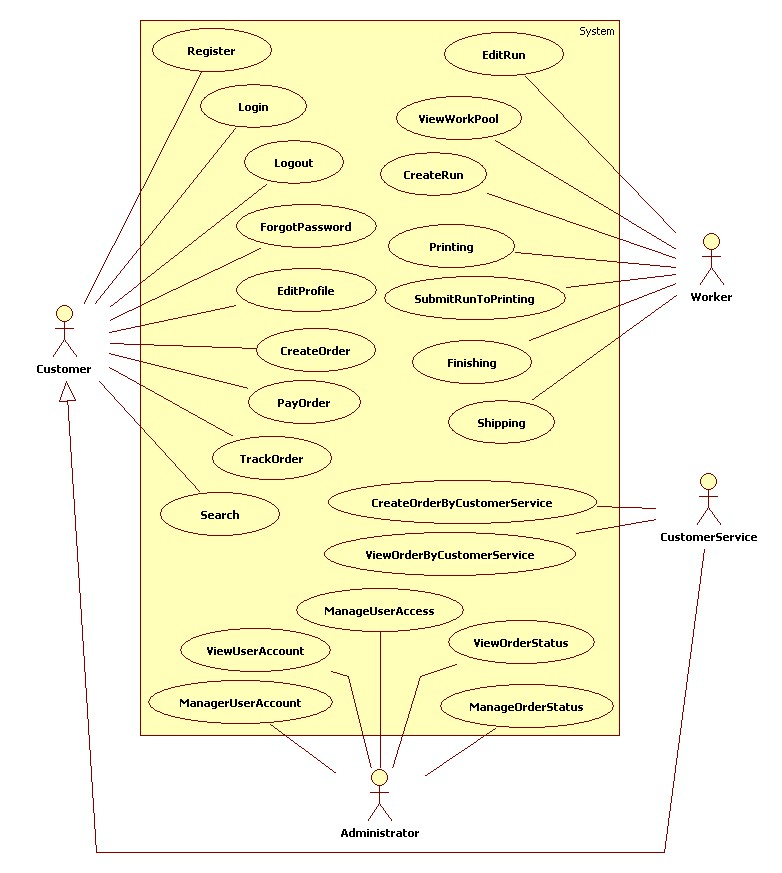 System
Register
EditRun
Login
ViewWorkPool
Logout
CreateRun
ForgotPassword
Printing
EditProfile
SubmitRunToPrinting
Worker
CreateOrder
Customer
Finishing
PayOrder
Shipping
TrackOrder
Search
CreateOrderByCustomerService
CustomerService
ViewOrderByCustomerService
ManageUserAccess
ViewUserAccount
ViewOrderStatus
ManagerUserAccount
ManageOrderStatus
Administrator